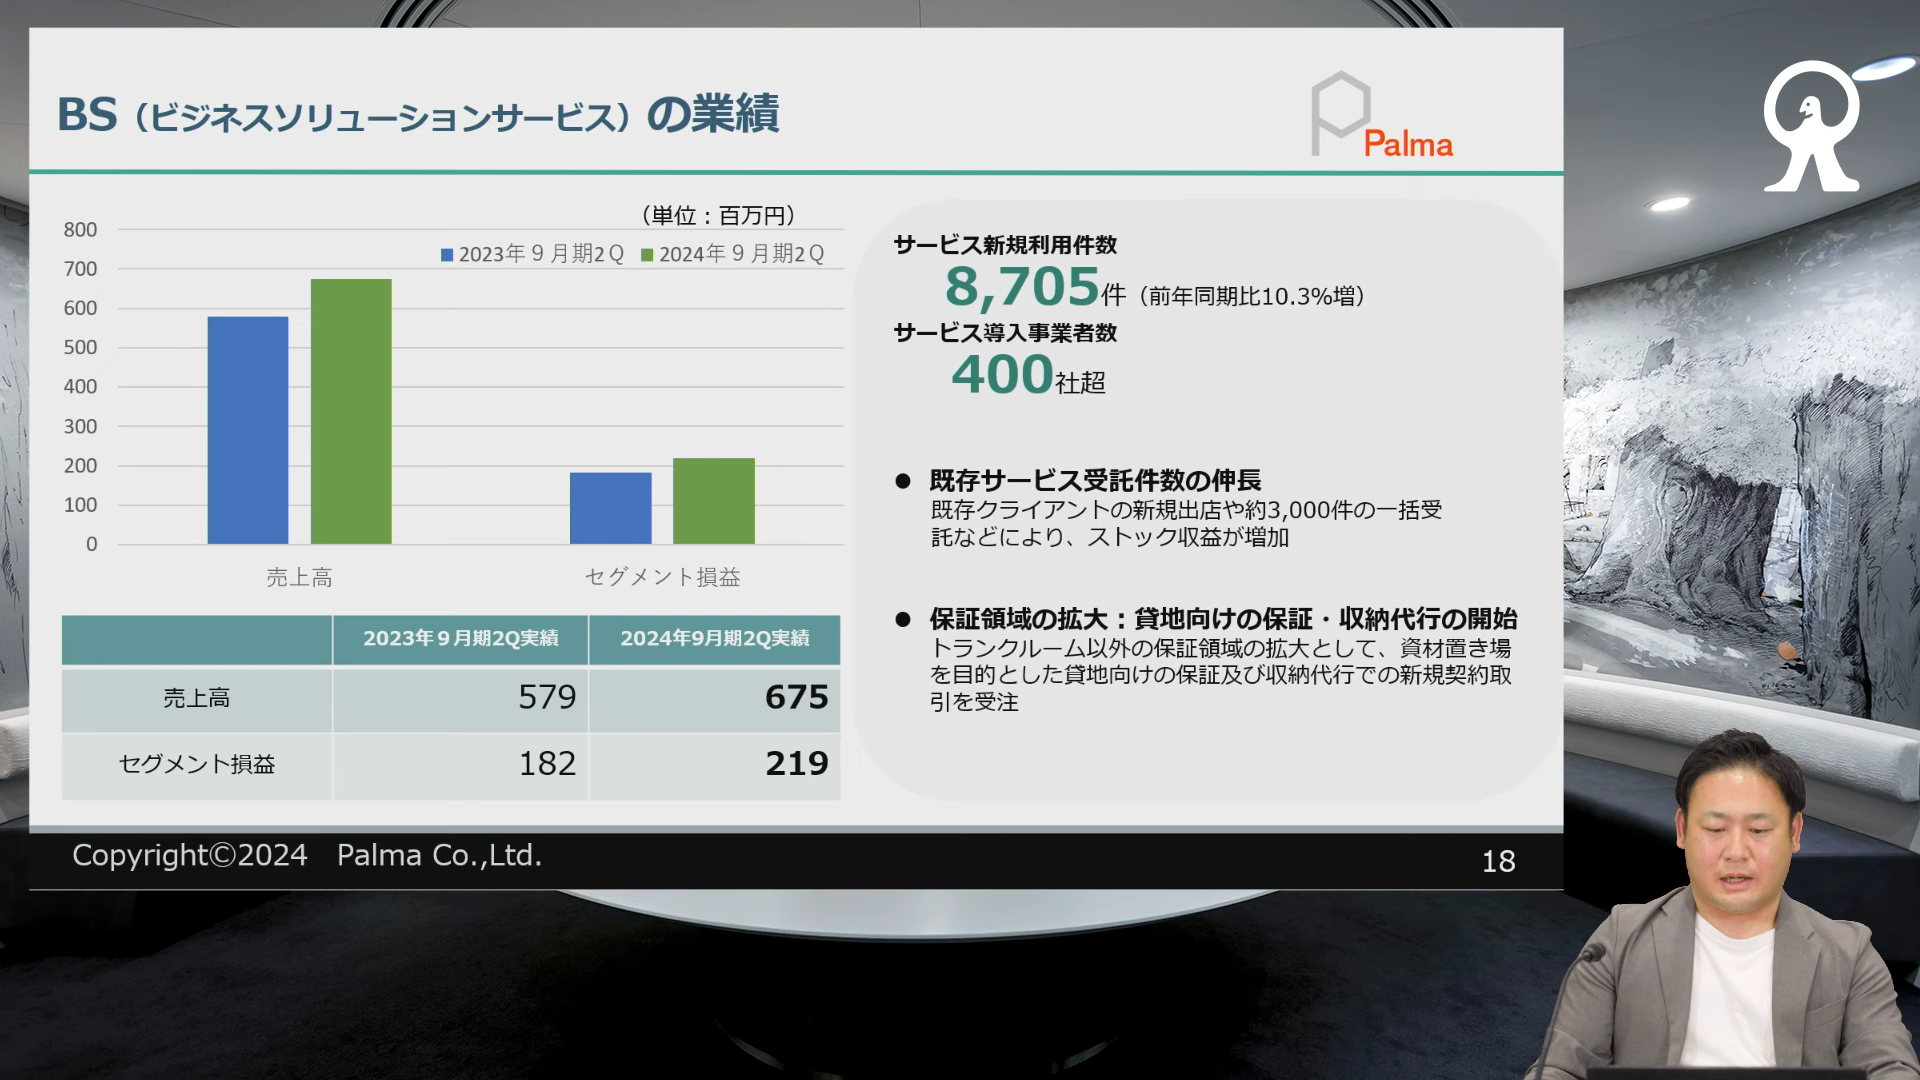 BS（ビジネスソリューションサービス）の業績
Palma
（単位：百万円）
800
700
600
500
400
300
200
100
0
2023年９月期2Ｑ
2024年９月期2Ｑ
売上高
セグメント損益
2023年９月期2Q実績
2024年9月期2Q実績
売上高
579
675
セグメント損益
182
219
サービス新規利用件数
8,705件（前年同期比10.3%増）
サービス導入事業者数
400社超
● 既存サービス受託件数の伸長
既存クライアントの新規出店や約3,000件の一括受
託などにより、ストック収益が増加
● 保証領域の拡大：貸地向けの保証・収納代行の開始
トランクルーム以外の保証領域の拡大として、資材置き場
を目的とした貸地向けの保証及び収納代行での新規契約取
引を受注
Copyright©2024 Palma Co.,Ltd.
18